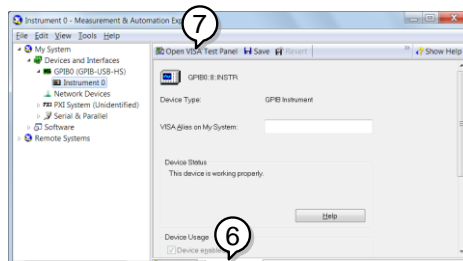 Instrument 0 - Measurement & Automation Exp
File Edit View Tools Help
7
My System
Devices and Interfaces
GPIB0 (GPIB-USB-HS)
Instrument 0
Network Devices
PXI System (Unidentified)
Serial & Parallel
Software
Remote Systems
Open VISA Test Panel Save Revert » Show Help
GPIB0::8::INSTR
Device Type: GPIB Instrument
VISA Alias on My System:
Device Status
This device is working properly.
Help
Device Usage
6